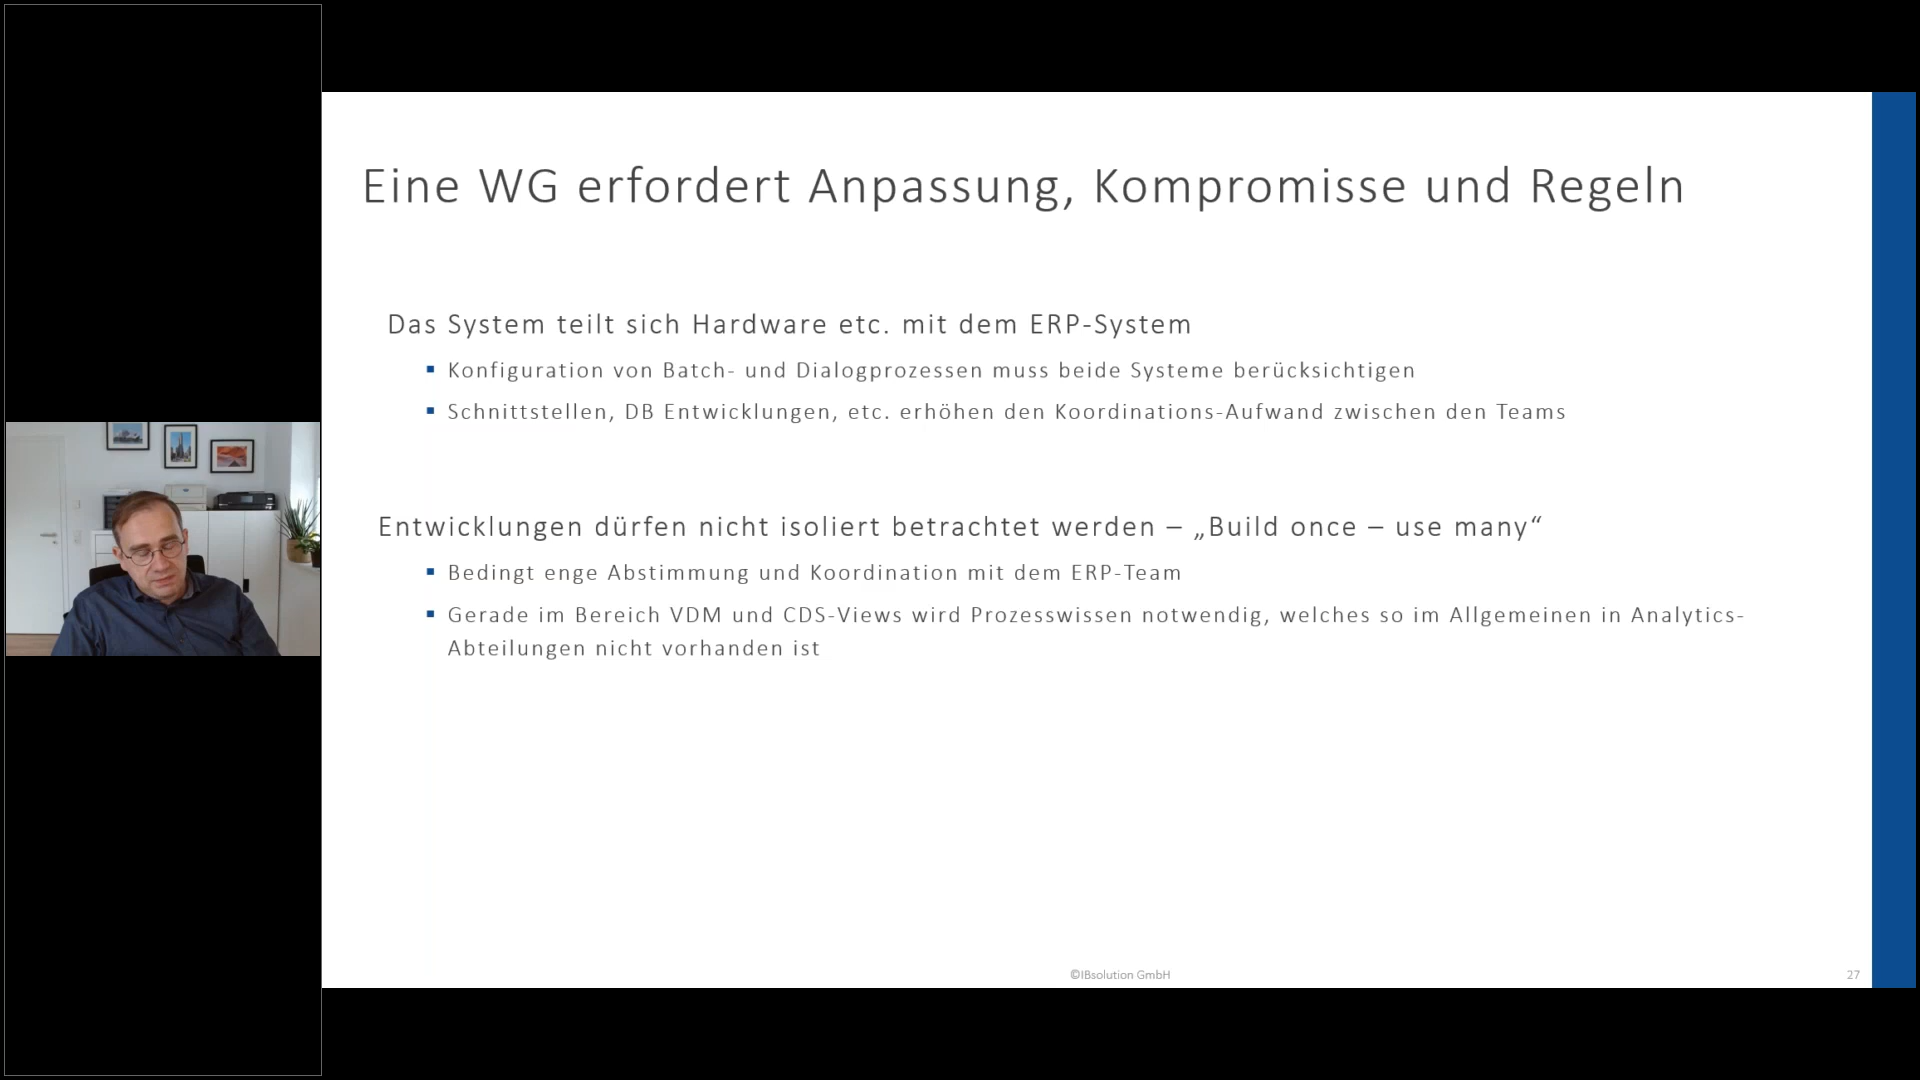 Eine WG erfordert Anpassung, Kompromisse und Regeln
Das System teilt sich Hardware etc. mit dem ERP-System
▪ Konfiguration von Batch- und Dialogprozessen muss beide Systeme berücksichtigen
▪ Schnittstellen, DB Entwicklungen, etc. erhöhen den Koordinations-Aufwand zwischen den Teams
Entwicklungen dürfen nicht isoliert betrachtet werden – „Build once – use many“
▪ Bedingt enge Abstimmung und Koordination mit dem ERP-Team
▪ Gerade im Bereich VDM und CDS-Views wird Prozesswissen notwendig, welches so im Allgemeinen in Analytics-
Abteilungen nicht vorhanden ist
©IBsolution GmbH
27